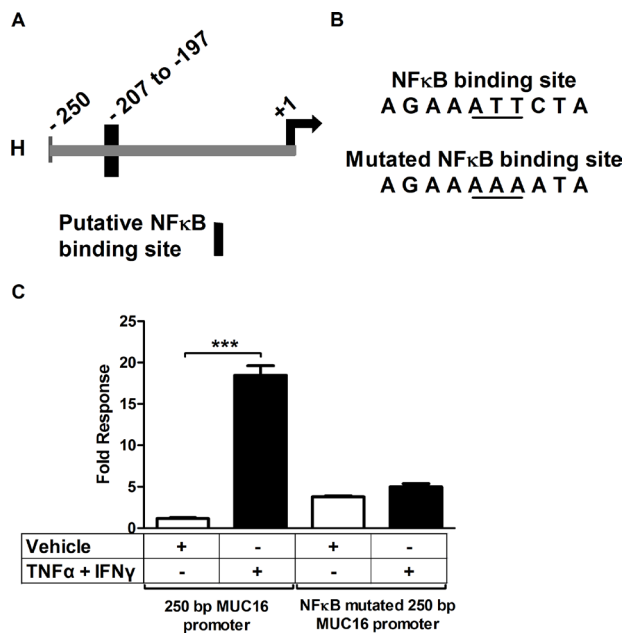 A
- 250
- 207 to -197
+1
H
Putative NFκB
binding site
B
NFκB binding site
A G A A A T T C T A
Mutated NFκB binding site
A G A A A A A A T A
C
Fold Response
25
20
15
10
5
0
***
Vehicle + - + -
TNFα + IFNγ - + - +
250 bp MUC16
promoter
NFκB mutated 250 bp
MUC16 promoter